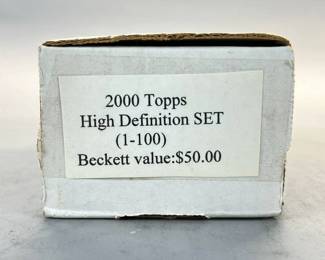 2000 Topps
High Definition SET
(1-100)
Beckett value:$50.00